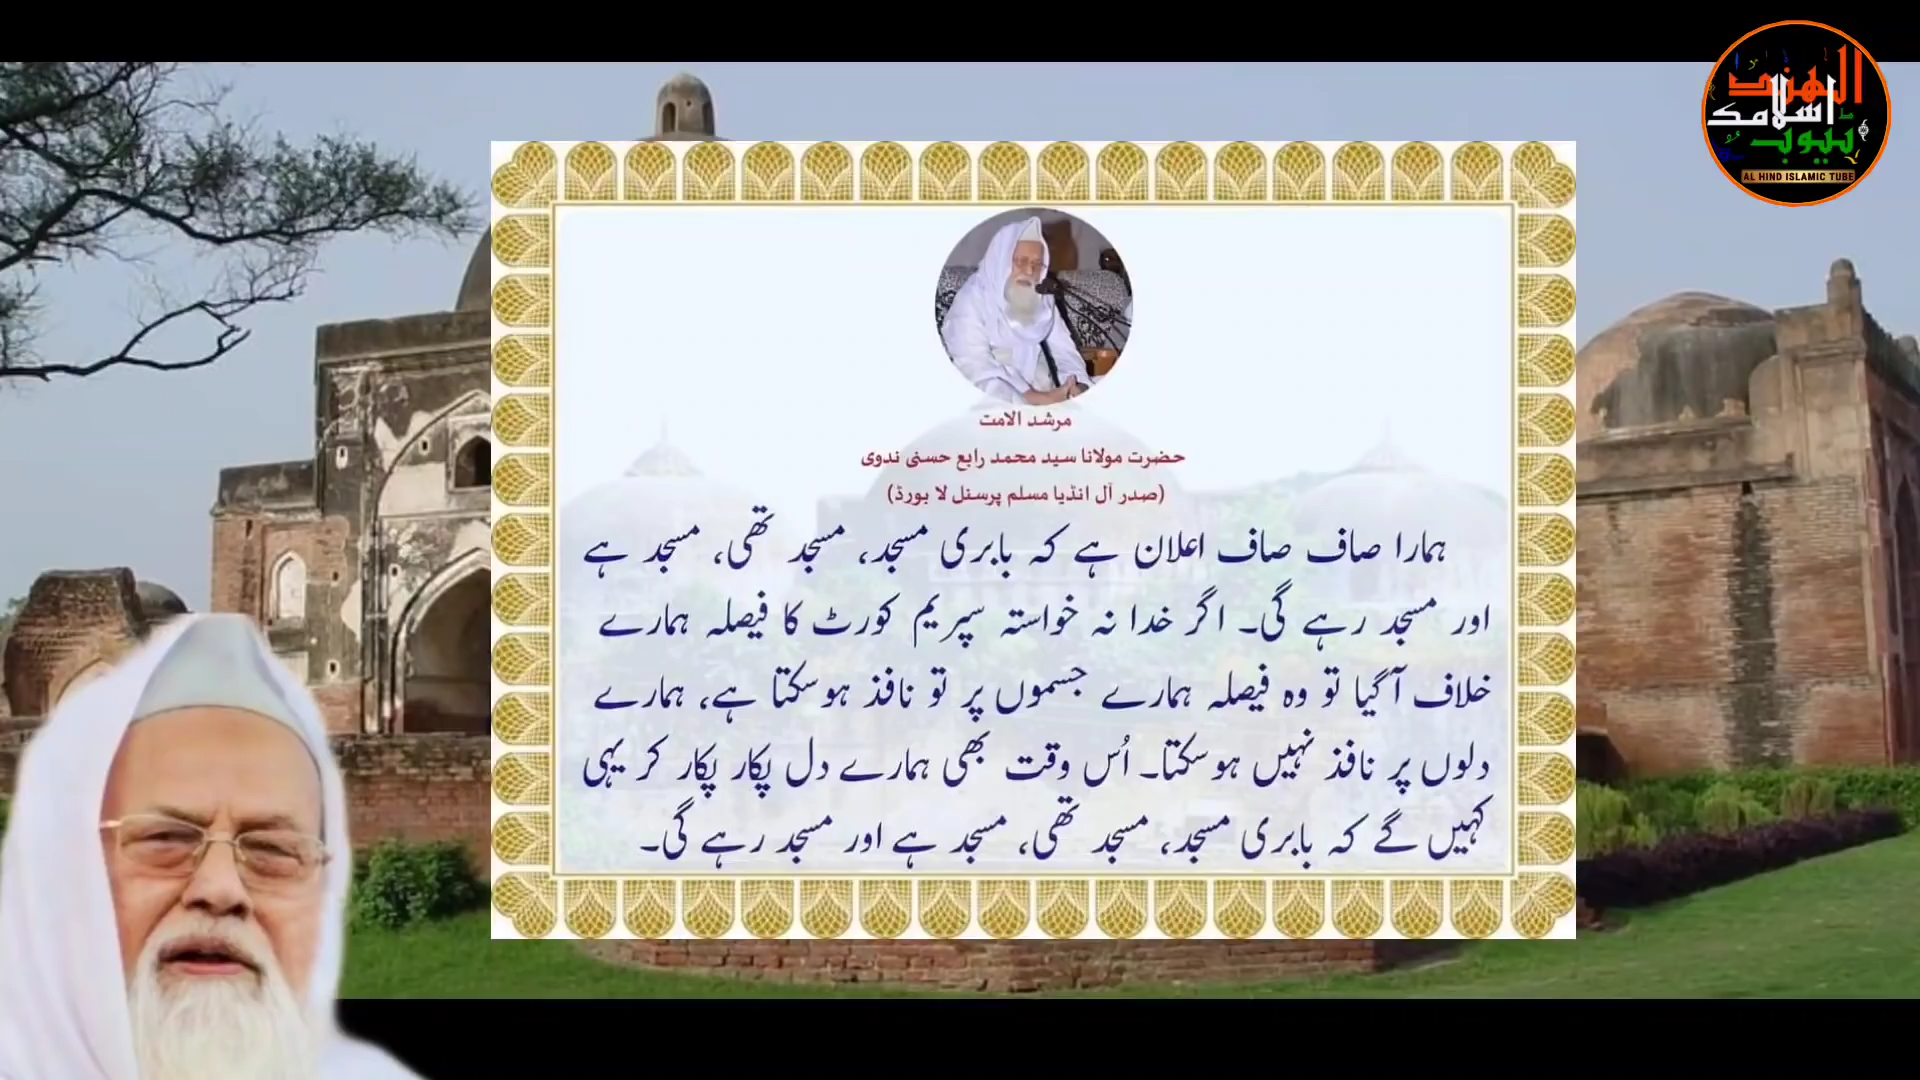 الہند
اسلامک
ٹیوب
AL HIND ISLAMIC TUBE
مرشد الامت
حضرت مولانا سید محمد رابع حسنی ندوی
(صدر آل انڈیا مسلم پرسنل لا بورڈ)
ہمارا صاف صاف اعلان ہے کہ بابری مسجد، مسجد تھی، مسجد ہے
اور مسجد رہے گی۔ اگر خدا نہ خواستہ سپریم کورٹ کا فیصلہ ہمارے
خلاف آگیا تو وہ فیصلہ ہمارے جسموں پر تو نافذ ہوسکتا ہے، ہمارے
دلوں پر نافذ نہیں ہوسکتا۔ اُس وقت بھی ہمارے دل پکار پکار کر یہی
کہیں گے کہ بابری مسجد، مسجد تھی، مسجد ہے اور مسجد رہے گی۔